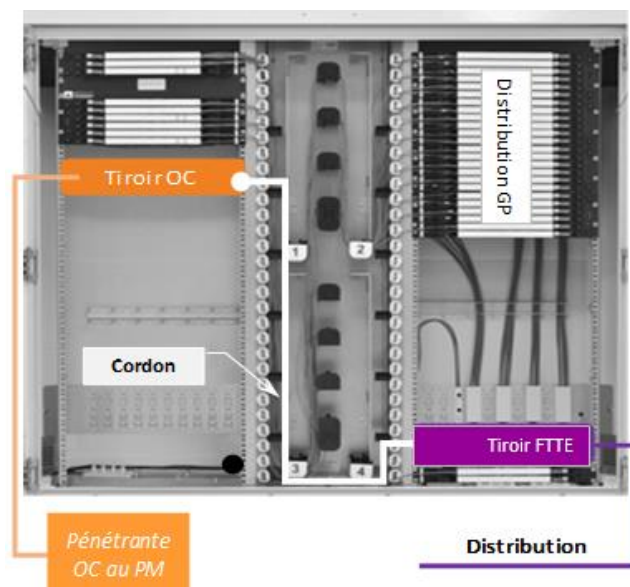 Distribution GP
Tiroir OC
1
2
Cordon
3
4
Tiroir FTTE
Pénétrante
OC au PM
Distribution